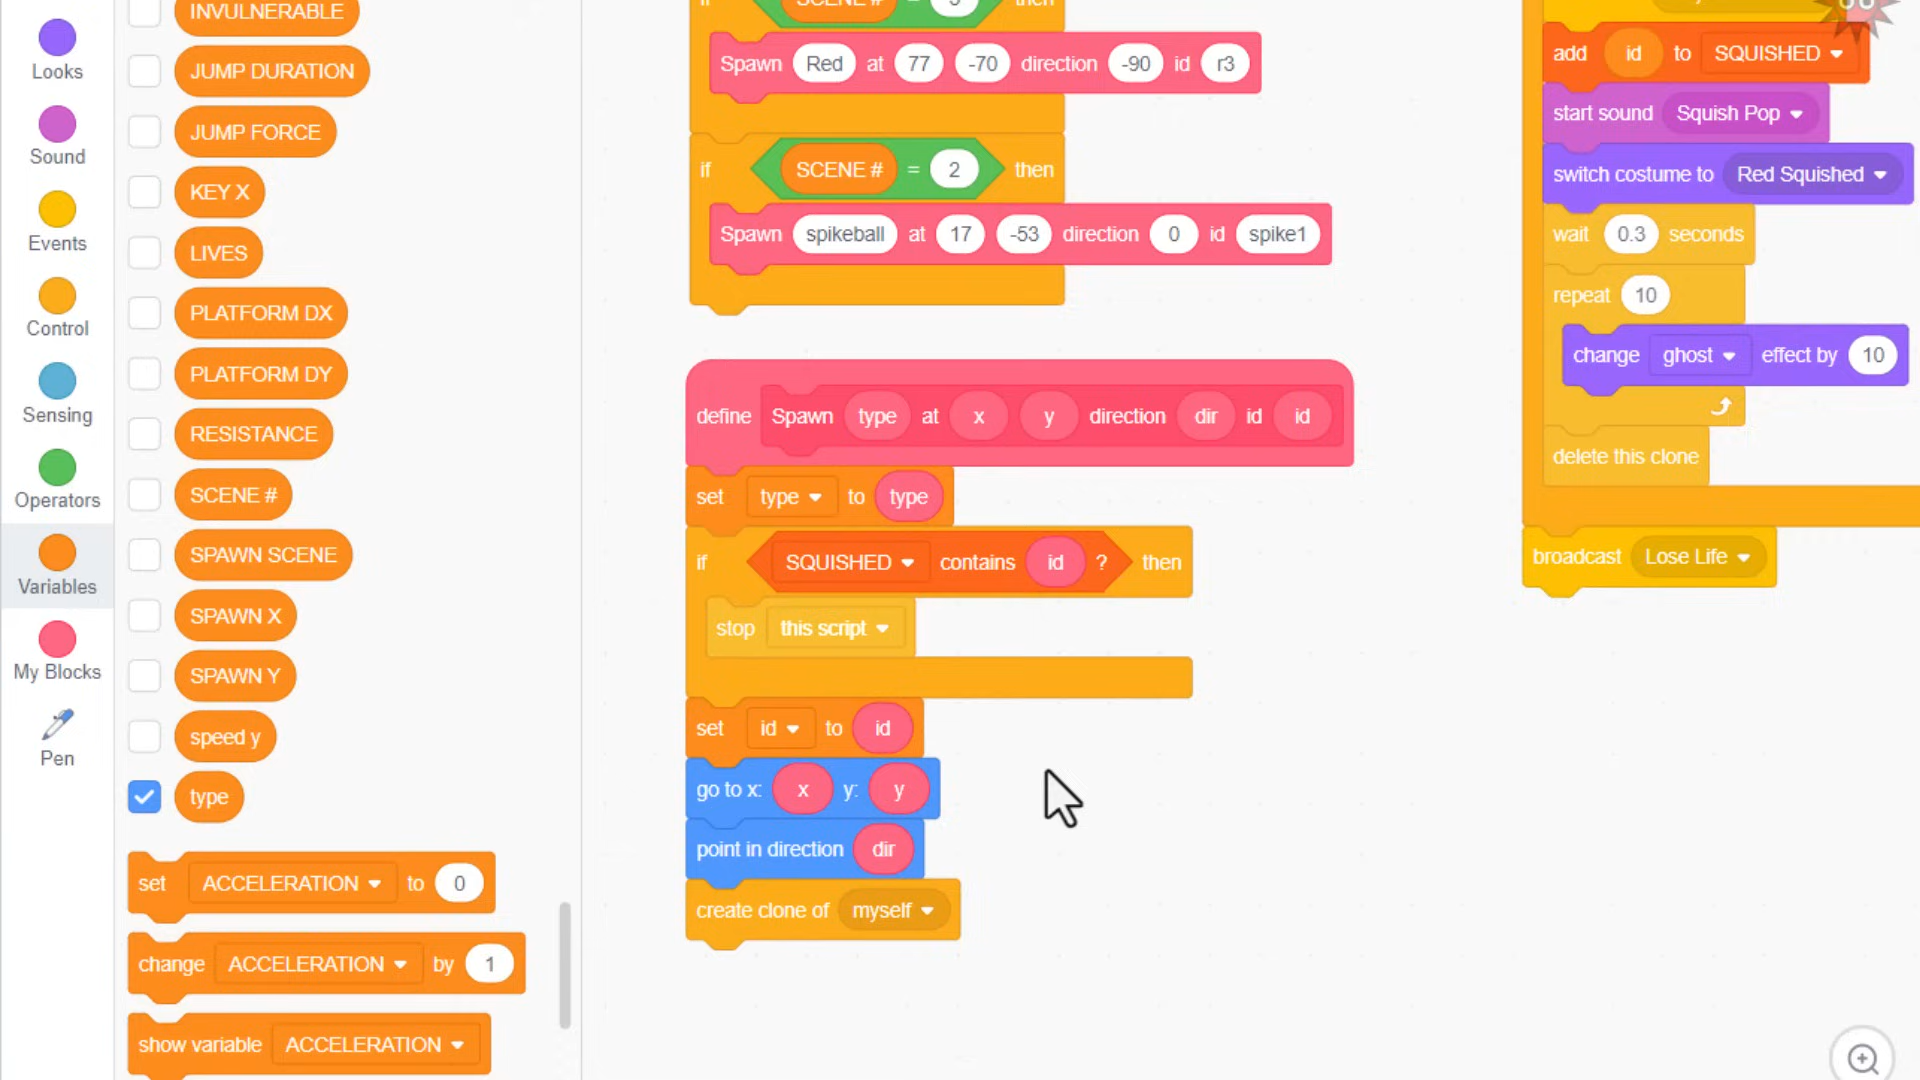 Looks
Sound
Events
Control
Sensing
Operators
Variables
My Blocks
Pen
INVULNERABLE
JUMP DURATION
JUMP FORCE
KEY X
LIVES
PLATFORM DX
PLATFORM DY
RESISTANCE
SCENE #
SPAWN SCENE
SPAWN X
SPAWN Y
speed y
type
set ACCELERATION to 0
change ACCELERATION by 1
show variable ACCELERATION
if SCENE # = then
Spawn Red at 77 -70 direction -90 id r3
if SCENE # = 2 then
Spawn spikeball at 17 -53 direction 0 id spike1
define Spawn type at x y direction dir id id
set type to type
if SQUISHED contains id ? then
stop this script
set id to id
go to x: x y: y
point in direction dir
create clone of myself
add id to SQUISHED
start sound Squish Pop
switch costume to Red Squished
wait 0.3 seconds
repeat 10
change ghost effect by 10
delete this clone
broadcast Lose Life